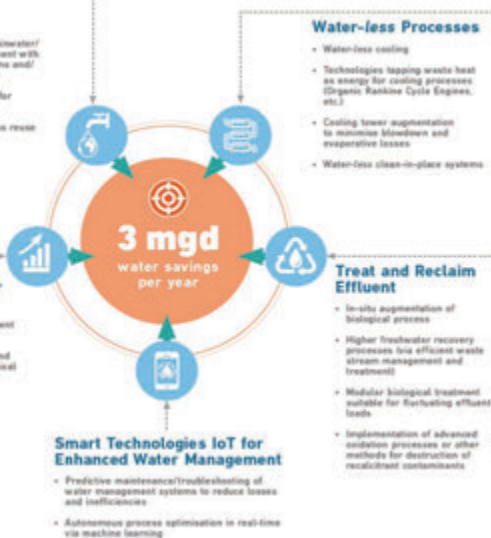 Water-less Processes
• Water-less cooling
• Technologies tapping waste heat
as energy for cooling processes
(Organic Rankine Cycle Engines,
etc.)
• Cooling tower augmentation
to minimise blowdown and
evaporative losses
• Water-less clean-in-place systems
3 mgd
water savings
per year
Treat and Reclaim
Effluent
• In-situ augmentation of
biological process
• Higher freshwater recovery
processes (via efficient waste
stream management and
treatment)
• Modular biological treatment
suitable for fluctuating effluent
loads
• Implementation of advanced
oxidation processes or other
methods for destruction of
recalcitrant contaminants
Smart Technologies IoT for
Enhanced Water Management
• Predictive maintenance/troubleshooting of
water management systems to reduce losses
and inefficiencies
• Autonomous process optimisation in real-time
via machine learning
reuse